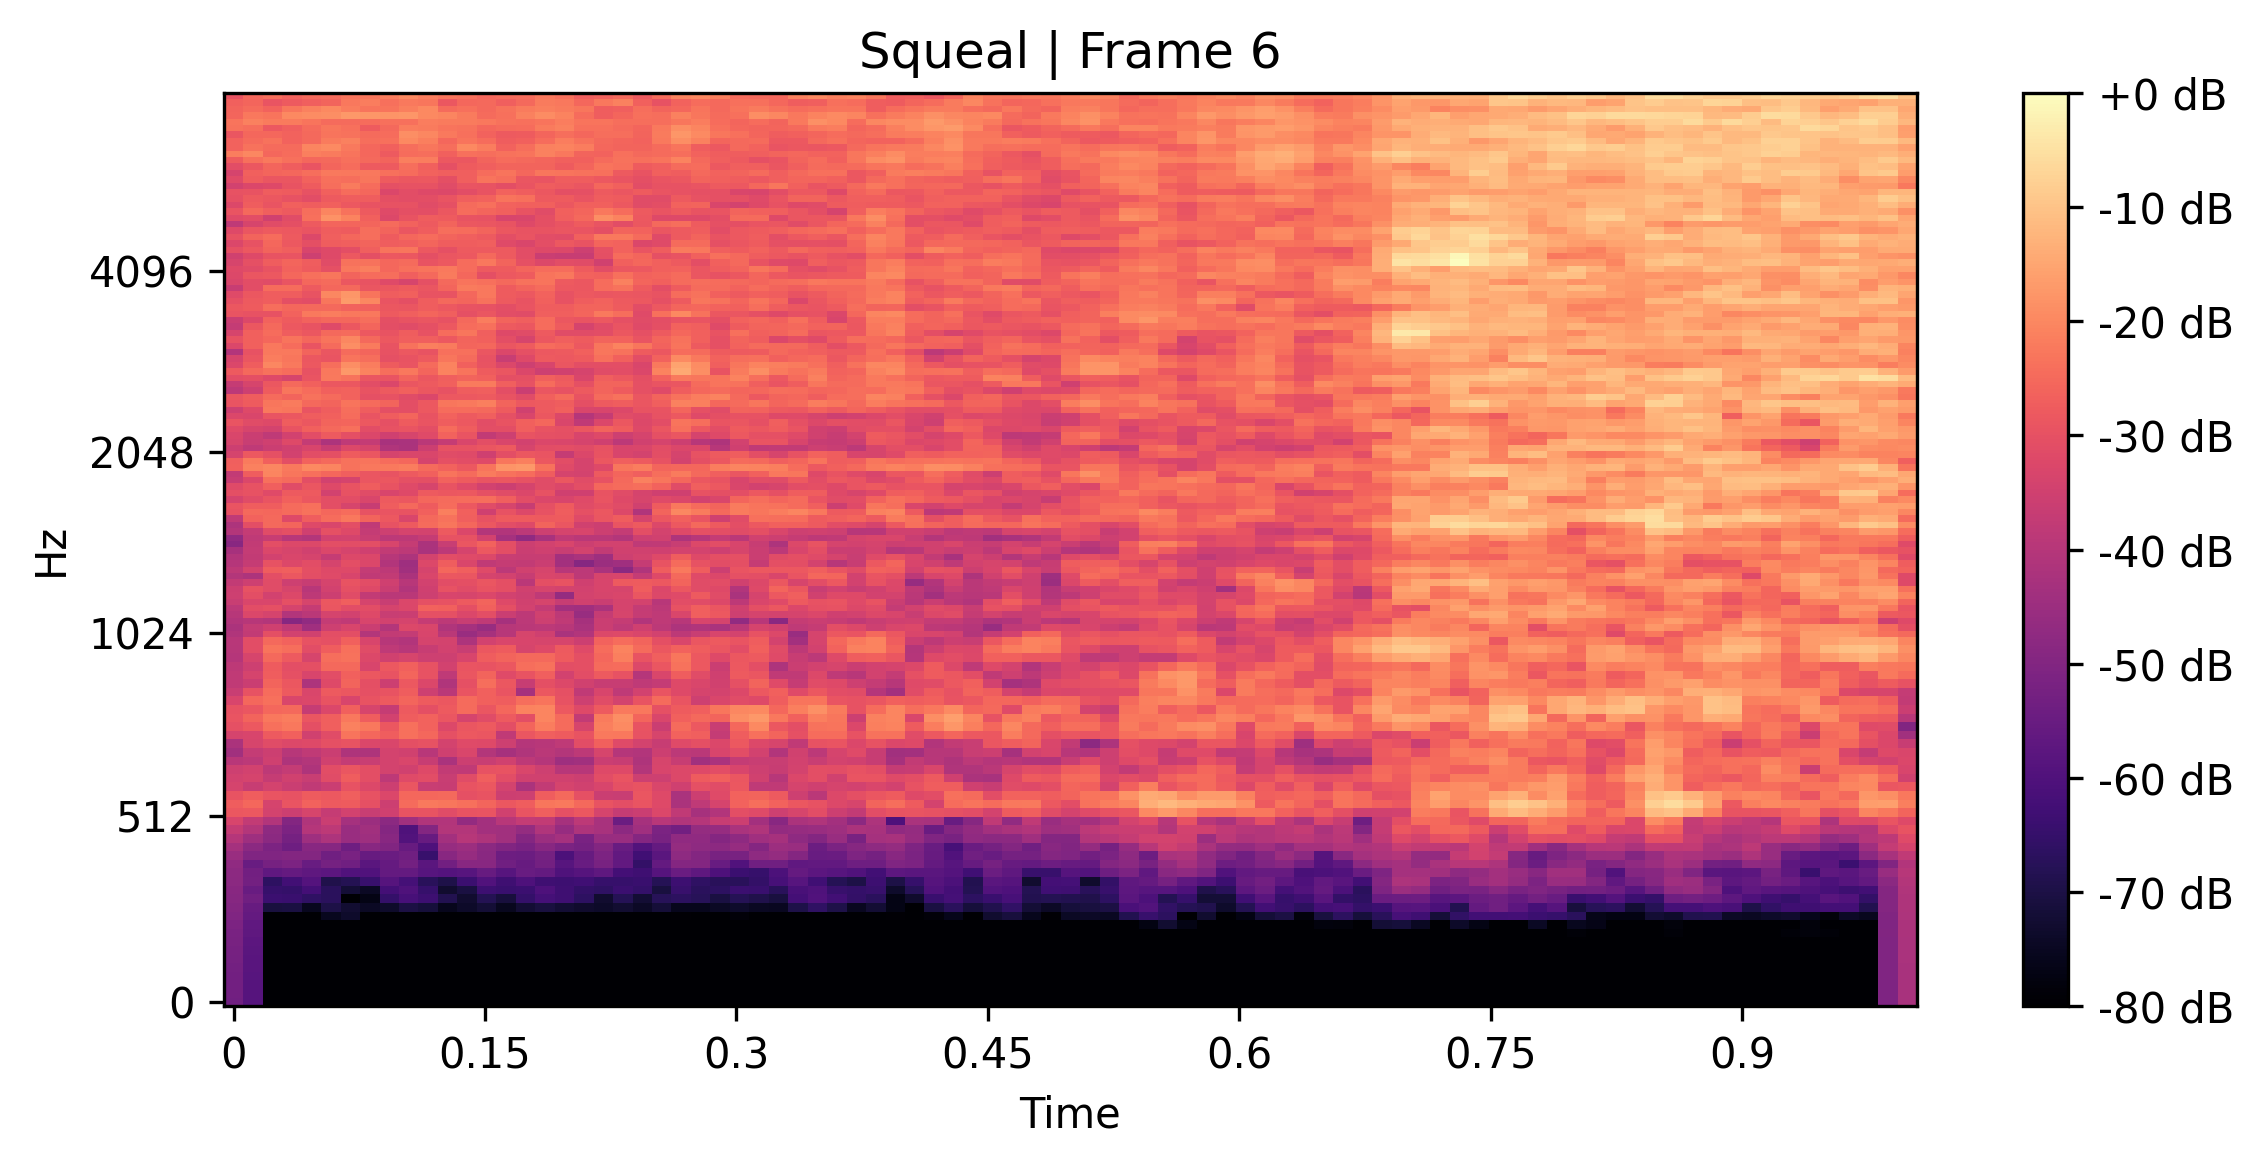 Squeal | Frame 6
Hz
4096
2048
1024
512
0
0
0.15
0.3
0.45
0.6
0.75
0.9
Time
+0 dB
-10 dB
-20 dB
-30 dB
-40 dB
-50 dB
-60 dB
-70 dB
-80 dB